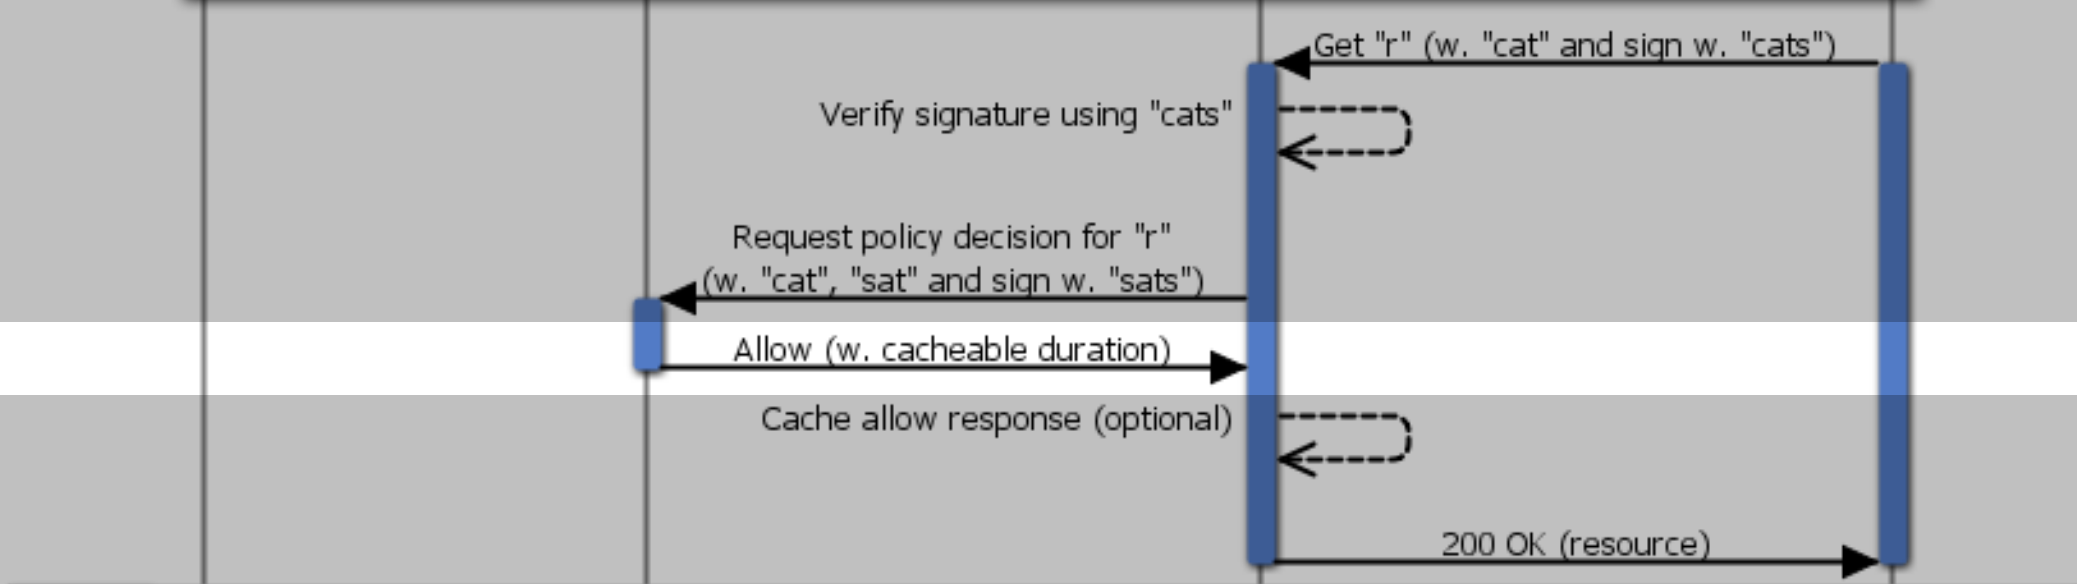 Get "r" (w. "cat" and sign w. "cats")
Verify signature using "cats"
Request policy decision for "r"
(w. "cat", "sat" and sign w. "sats")
Allow (w. cacheable duration)
Cache allow response (optional)
200 OK (resource)